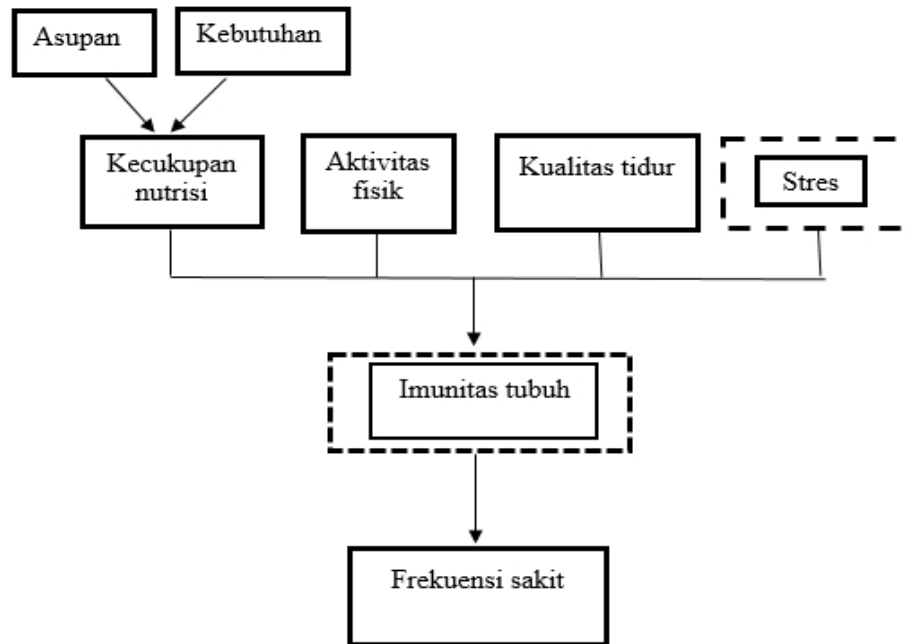 Asupan
Kebutuhan
Kecukupan
nutrisi
Aktivitas
fisik
Kualitas tidur
Stres
Imunitas tubuh
Frekuensi sakit